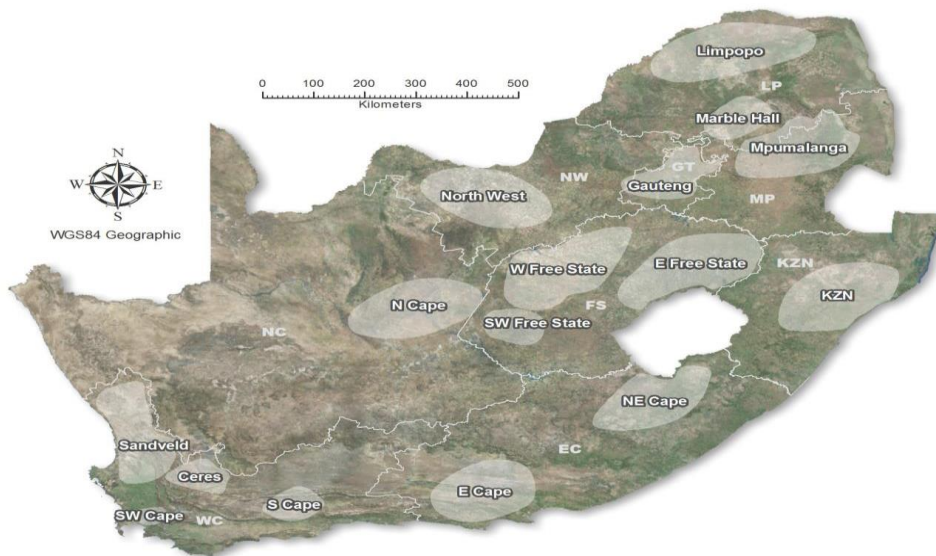 Limpopo
0 100 200 300 400 500
Kilometers
LP
Marble Hall
Mpumalanga
N
W E
S
WGS84 Geographic
North West
NW
GT
Gauteng
MP
W Free State
E Free State
KZN
KZN
N Cape
FS
SW Free State
NC
NE Cape
Sandveld
EC
Ceres
S Cape
E Cape
SW Cape
WC